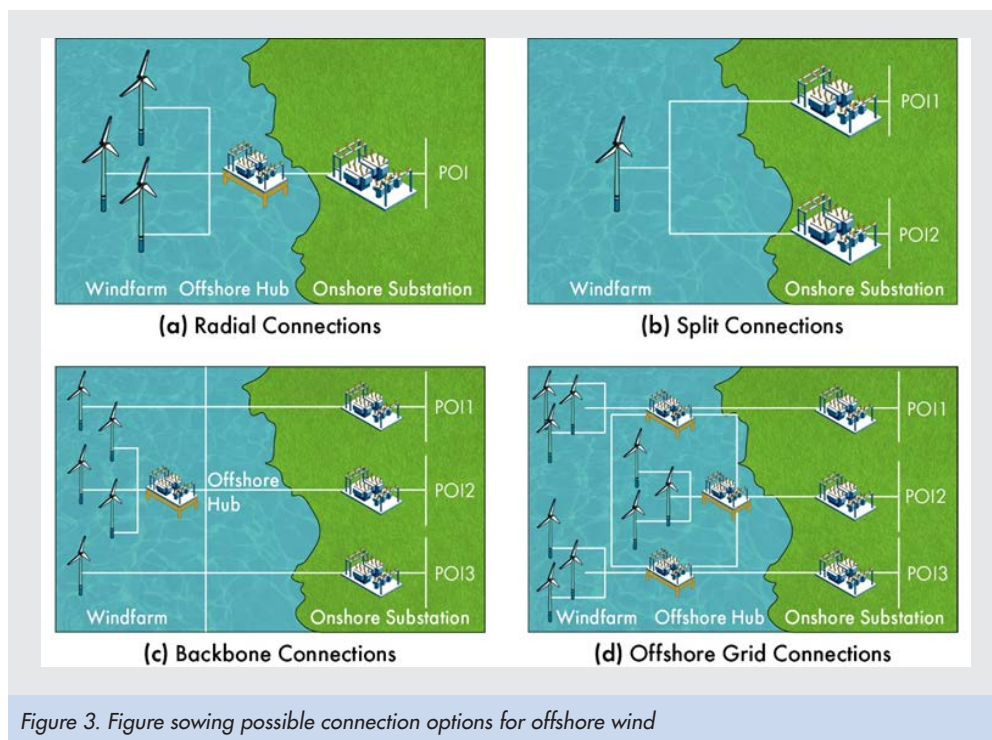 POI
Windfarm Offshore Hub Onshore Substation
(a) Radial Connections
POI1
POI2
Windfarm Onshore Substation
(b) Split Connections
POI1
Offshore
Hub
POI2
POI3
Windfarm Onshore Substation
(c) Backbone Connections
POI1
POI2
POI3
Windfarm Offshore Hub Onshore Substation
(d) Offshore Grid Connections
Figure 3. Figure sowing possible connection options for offshore wind